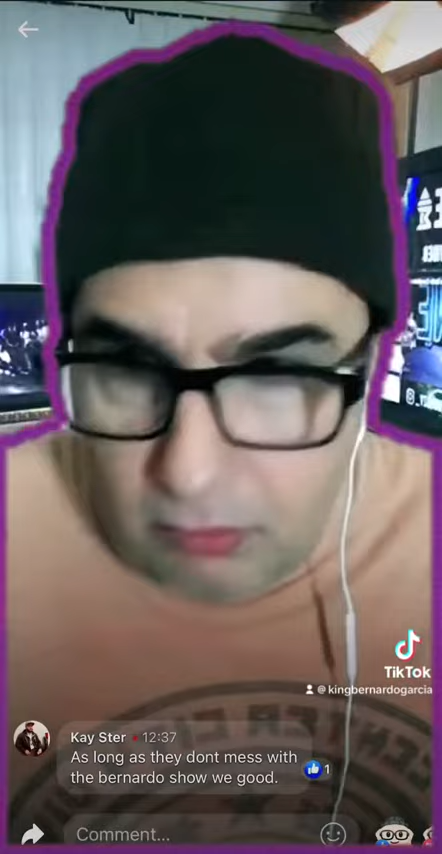 TikTok
@kingbernardogarcia
Kay Ster • 12:37
As long as they dont mess with
the bernardo show we good.
1
Comment...